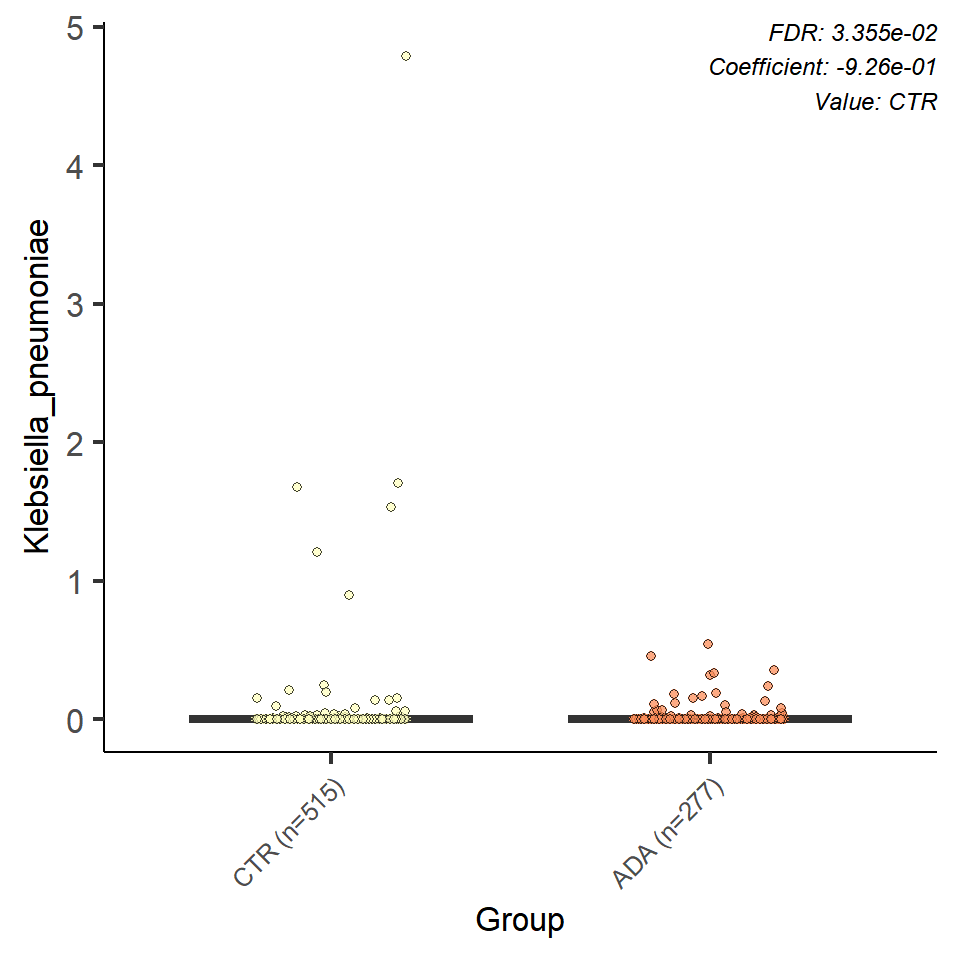 FDR: 3.355e-02
Coefficient: -9.26e-01
Value: CTR
Klebsiella_pneumoniae
5
4
3
2
1
0
CTR (n=515)
ADA (n=277)
Group